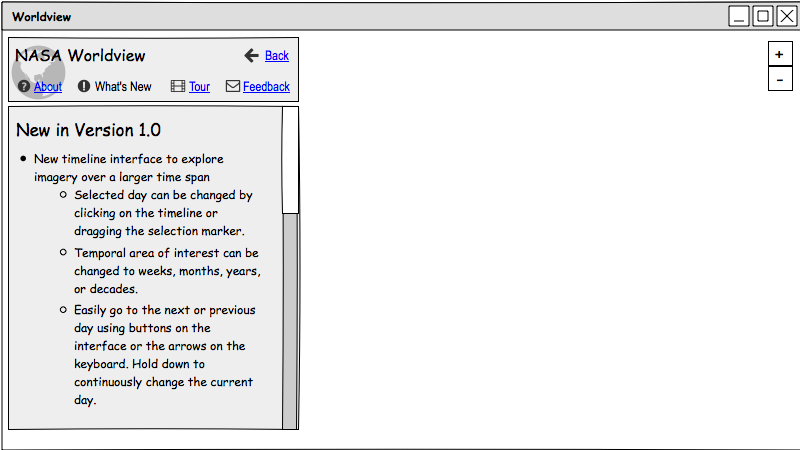 Worldview
NASA Worldview
Back
About
What's New
Tour
Feedback
+
-
New in Version 1.0
New timeline interface to explore
imagery over a larger time span
Selected day can be changed by
clicking on the timeline or
dragging the selection marker.
Temporal area of interest can be
changed to weeks, months, years,
or decades.
Easily go to the next or previous
day using buttons on the
interface or the arrows on the
keyboard. Hold down to
continuously change the current
day.